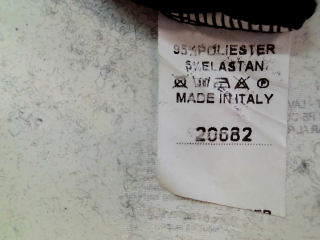 95%POLIESTER
5%ELASTAN
MADE IN ITALY
20682